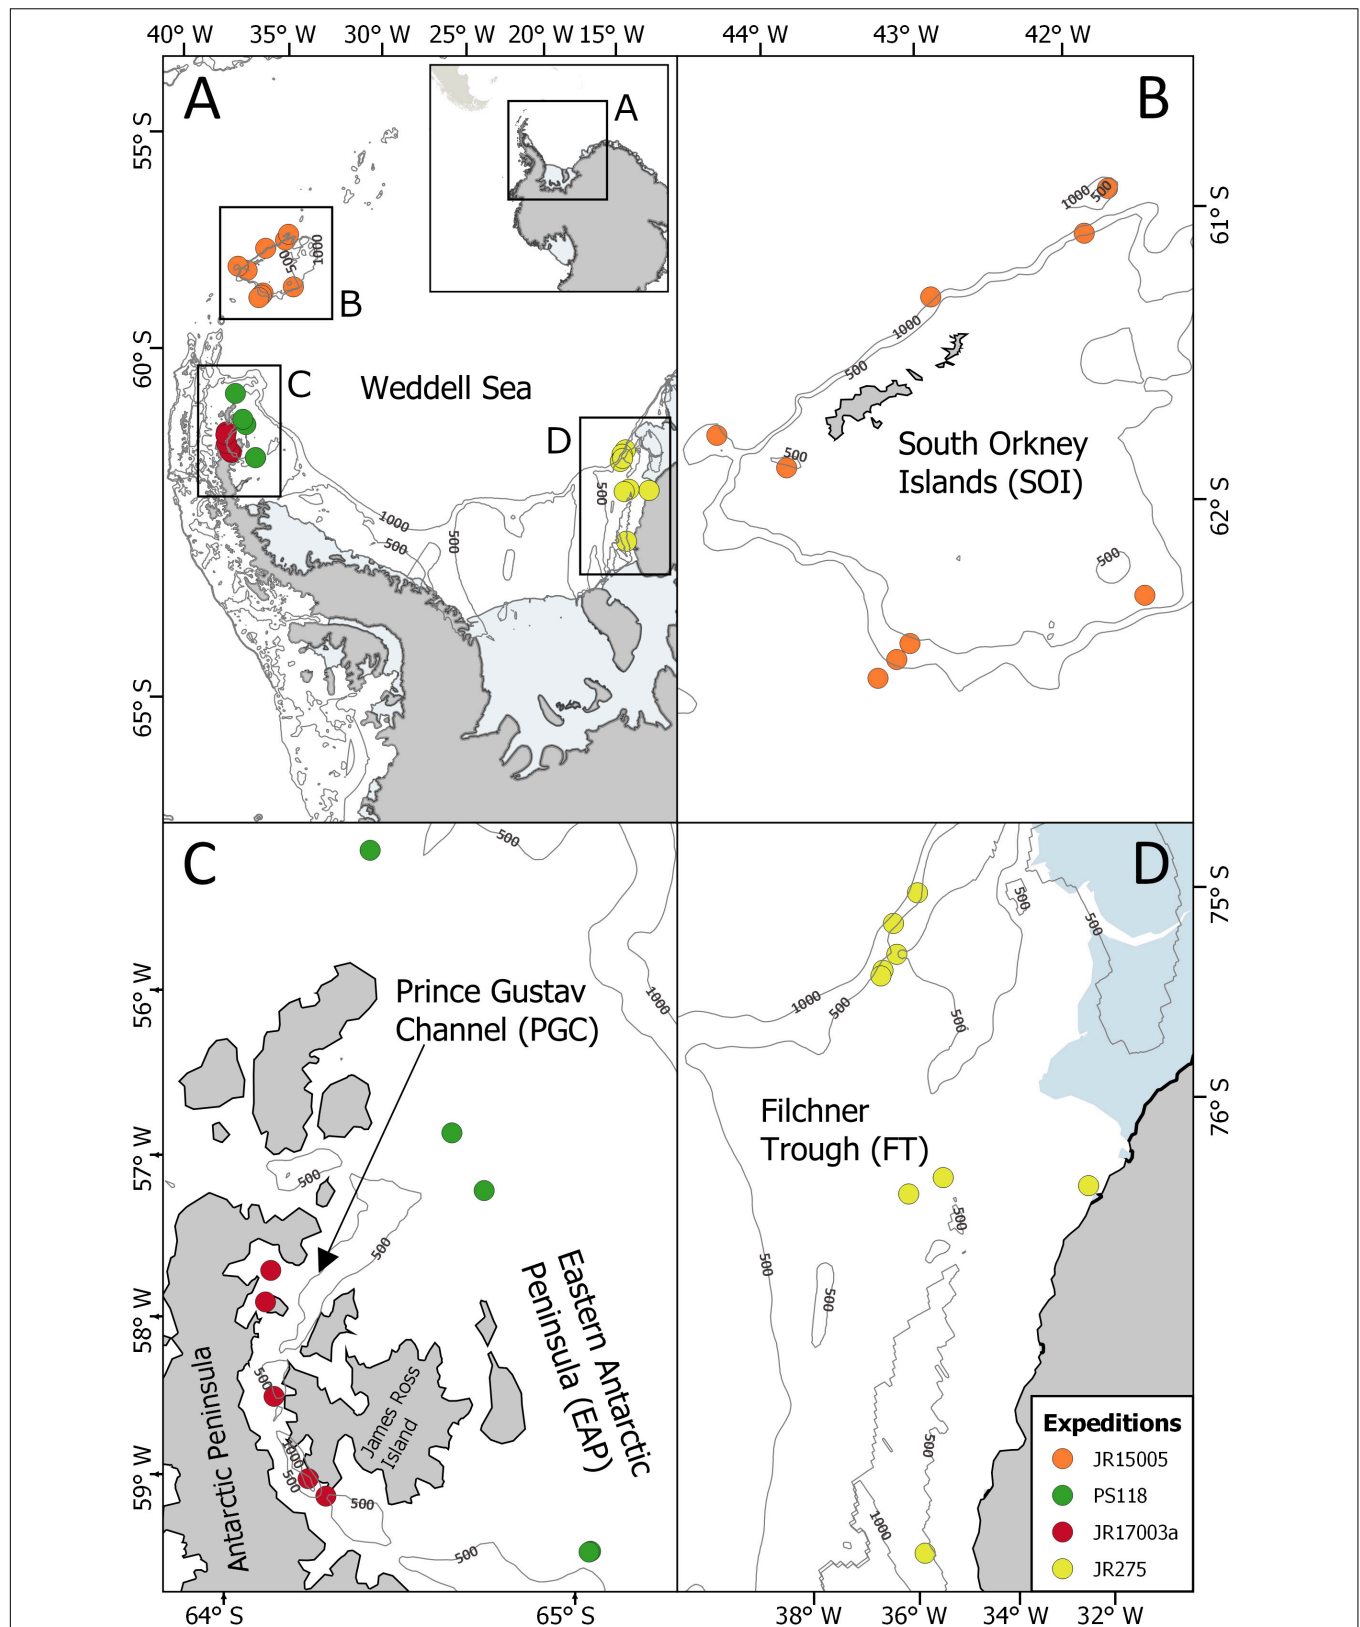 40° W 35° W 30° W 25° W 20° W 15° W 44° W 43° W 42° W
A
A
B
55° S
1000
500
61° S
1000
500
B
1000
500
60° S
C
Weddell Sea
D
500
500
South Orkney
Islands (SOI)
62° S
1000
500
500
500
65° S
C
500
D
75° S
500
500
56° W
Prince Gustav
Channel (PGC)
1000
1000
500
500
Filchner
Trough (FT)
76° S
57° W
500
500
500
Eastern Antarctic
Peninsula (EAP)
500
500
58° W
Antarctic Peninsula
500
James Ross
Island
59° W
1000
500
500
500
500
1000
Expeditions
JR15005
PS118
JR17003a
JR275
64° S 65° S 38° W 36° W 34° W 32° W